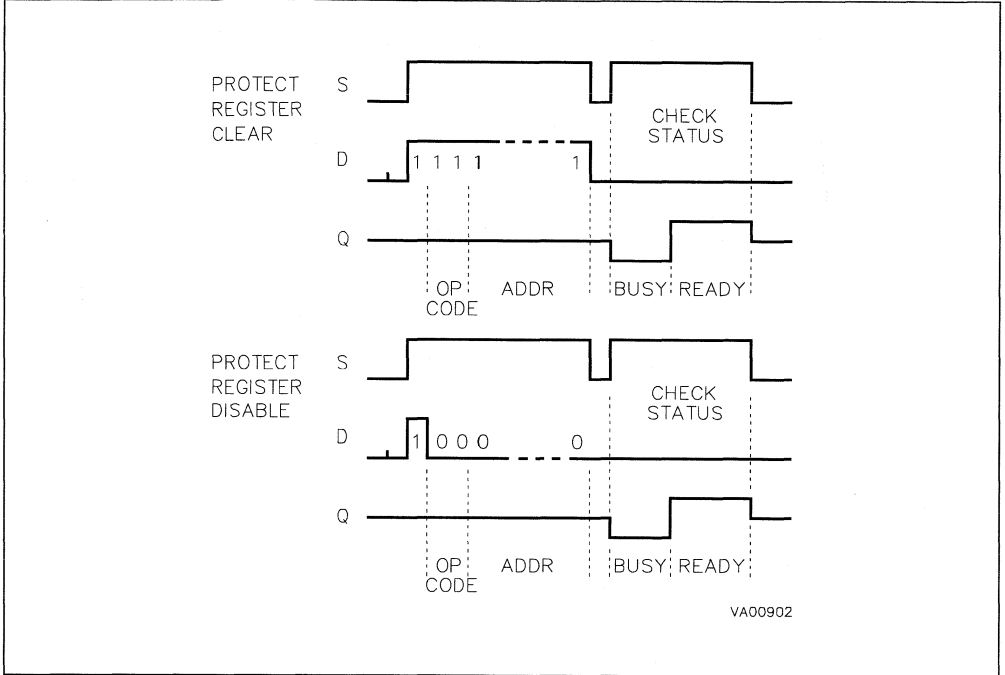 PROTECT
REGISTER
CLEAR
S
CHECK
STATUS
D
1 1 1 1 1
Q
OP
CODE
ADDR
BUSY
READY
PROTECT
REGISTER
DISABLE
S
CHECK
STATUS
D
1 0 0 0 0
Q
OP
CODE
ADDR
BUSY
READY
VA00902